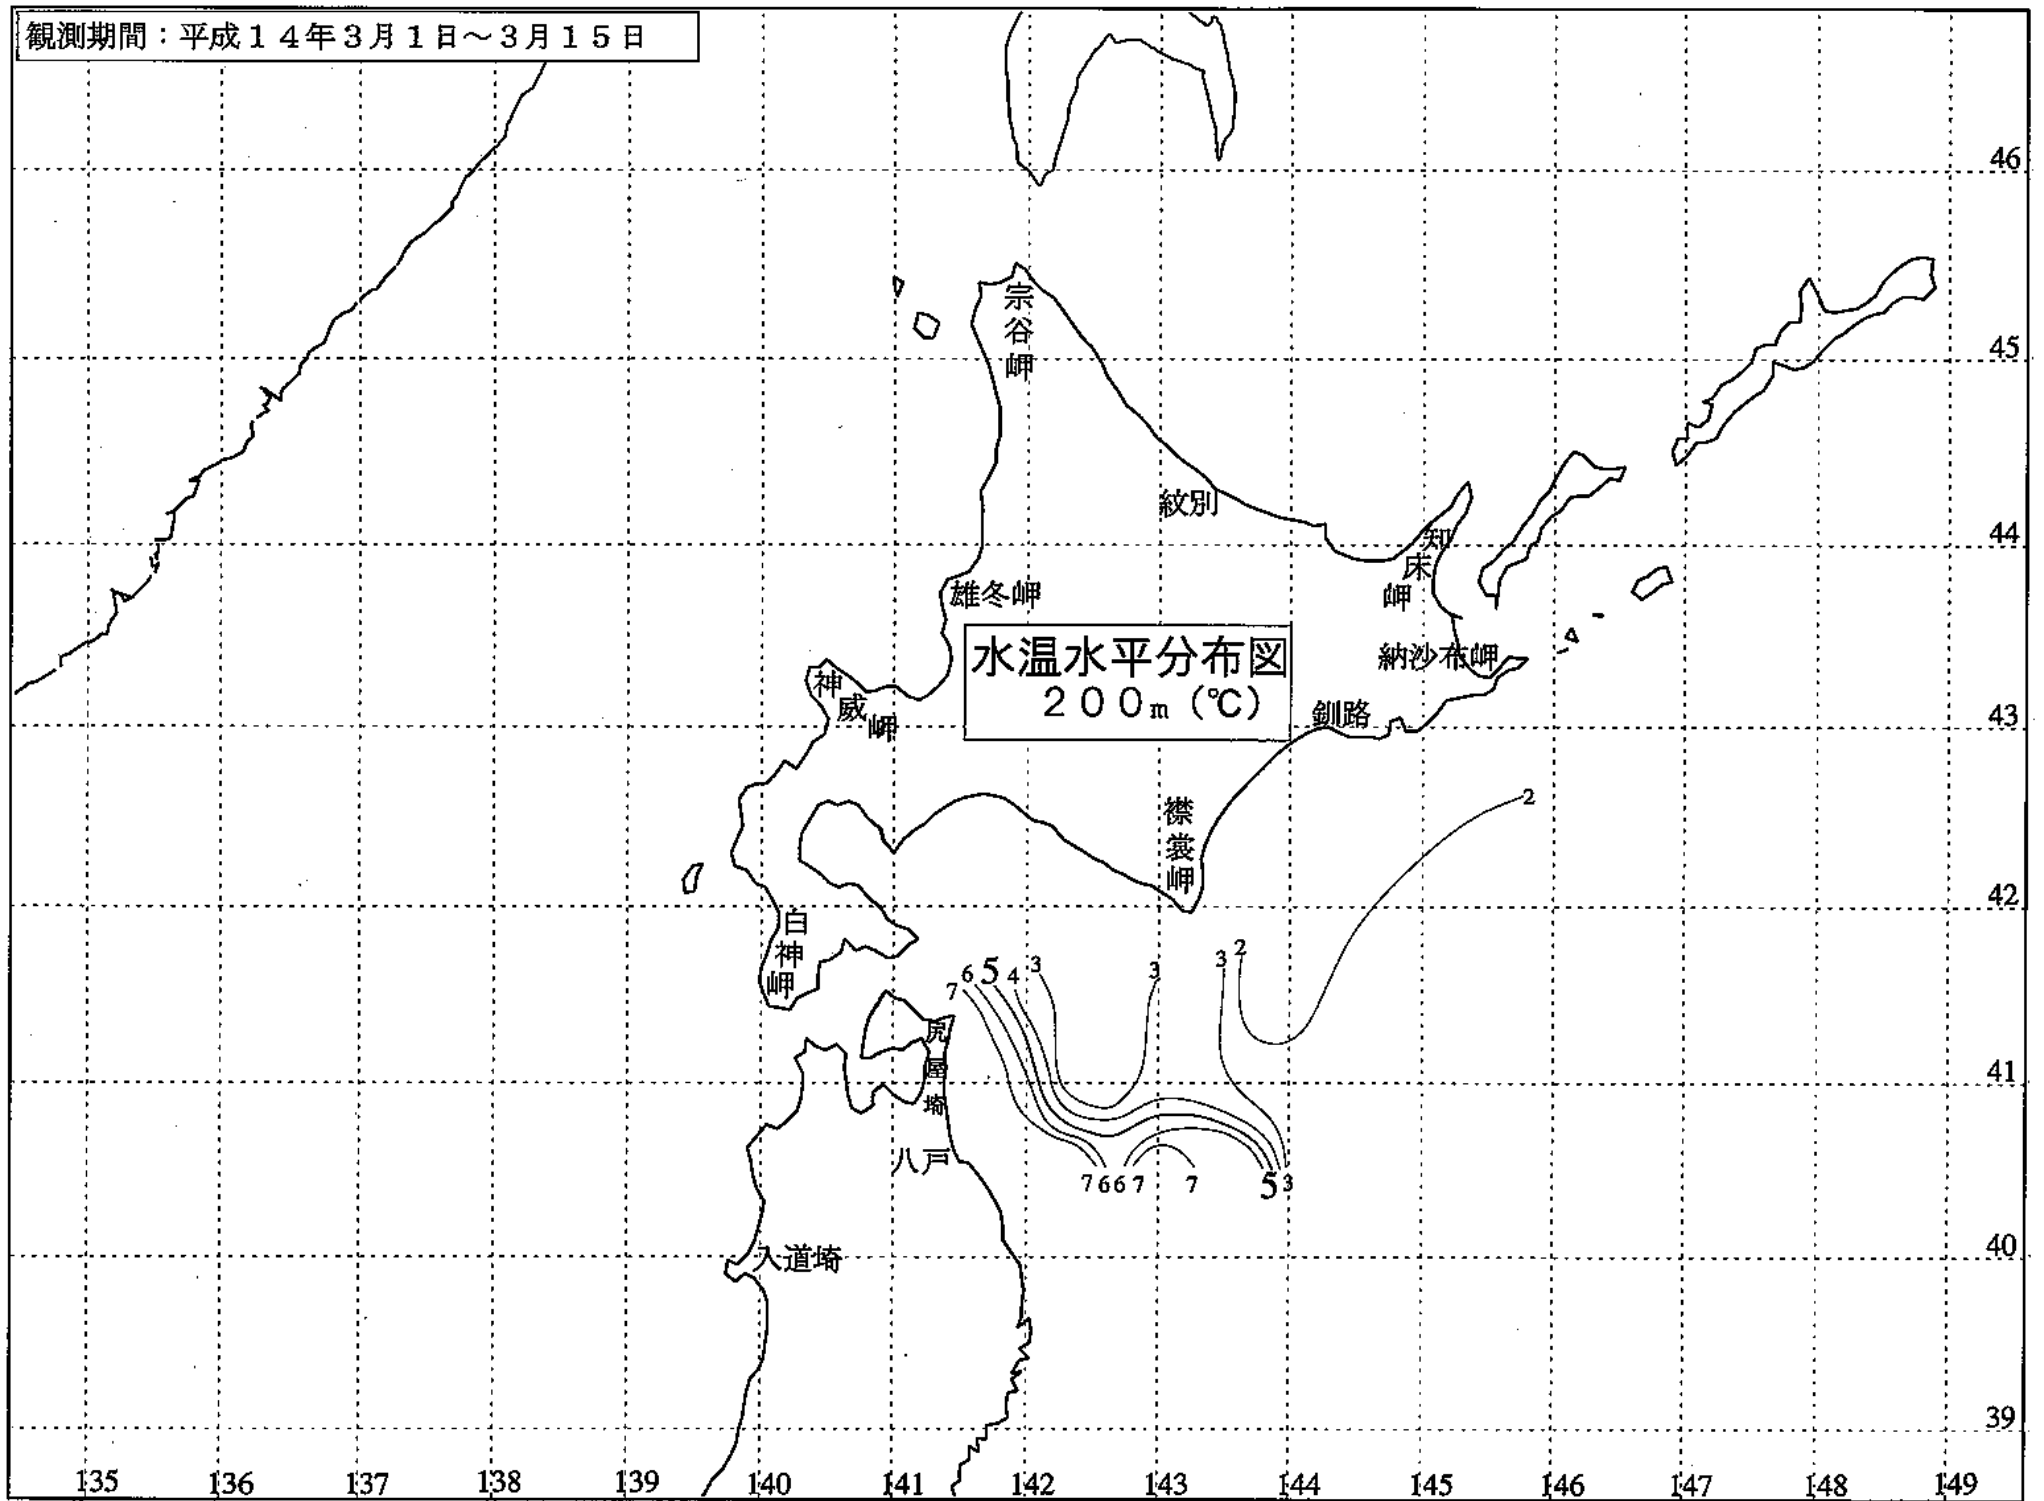 観測期間：平成１４年３月１日～３月１５日
46
宗谷岬
45
紋別
44
知床岬
雄冬岬
水温水平分布図
２００ｍ（℃）
納沙布岬
神威岬
釧路
43
2
襟裳岬
42
白神岬
7 6 5 4 3 3 3 2
尻屋埼
41
八戸
7 6 6 7 7 5 3
入道埼
40
39
135 136 137 138 139 140 141 142 143 144 145 146 147 148 149